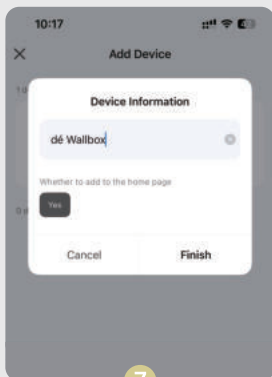 10:17
Add Device
Device Information
dé Wallbox
Whether to add to the home page
Yes
Cancel
Finish
7